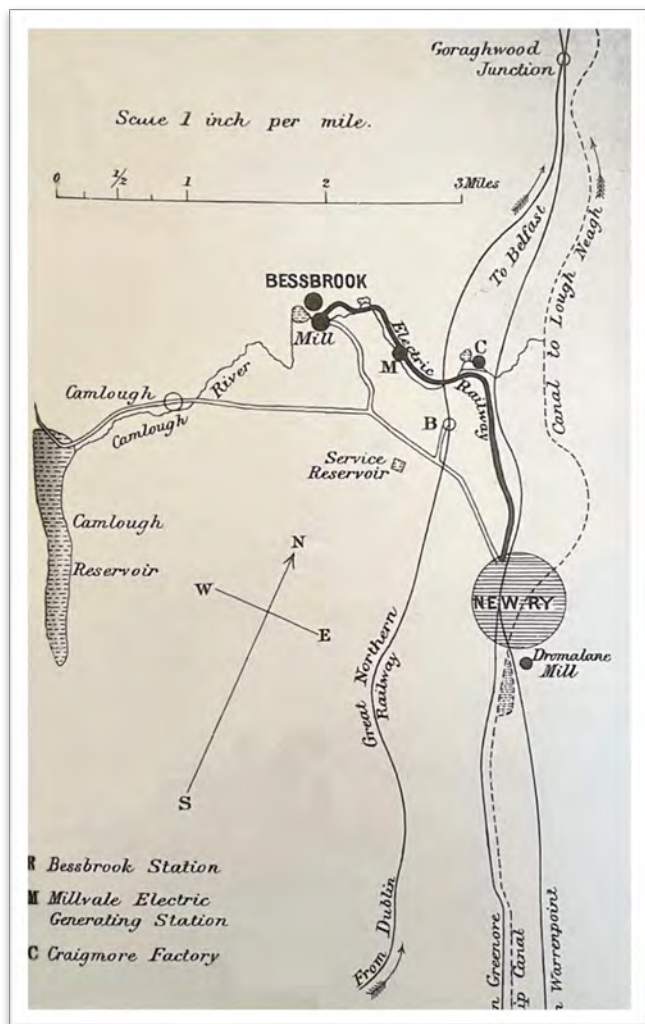 Goraghwood
Junction
Scale 1 inch per mile.
0 1/2 1 2 3 Miles
To Belfast
Canal to Lough Neagh
BESSBROOK
Mill
Electric
Railway
M
C
Camlough
Camlough River
B
Service
Reservoir
Camlough
Reservoir
N
W
E
S
NEWRY
Dromalane
Mill
Great Northern
Railway
From Dublin
n Greenore
ip Canal
n Warrenpoint
B Bessbrook Station
M Millvale Electric
Generating Station
C Craigmore Factory